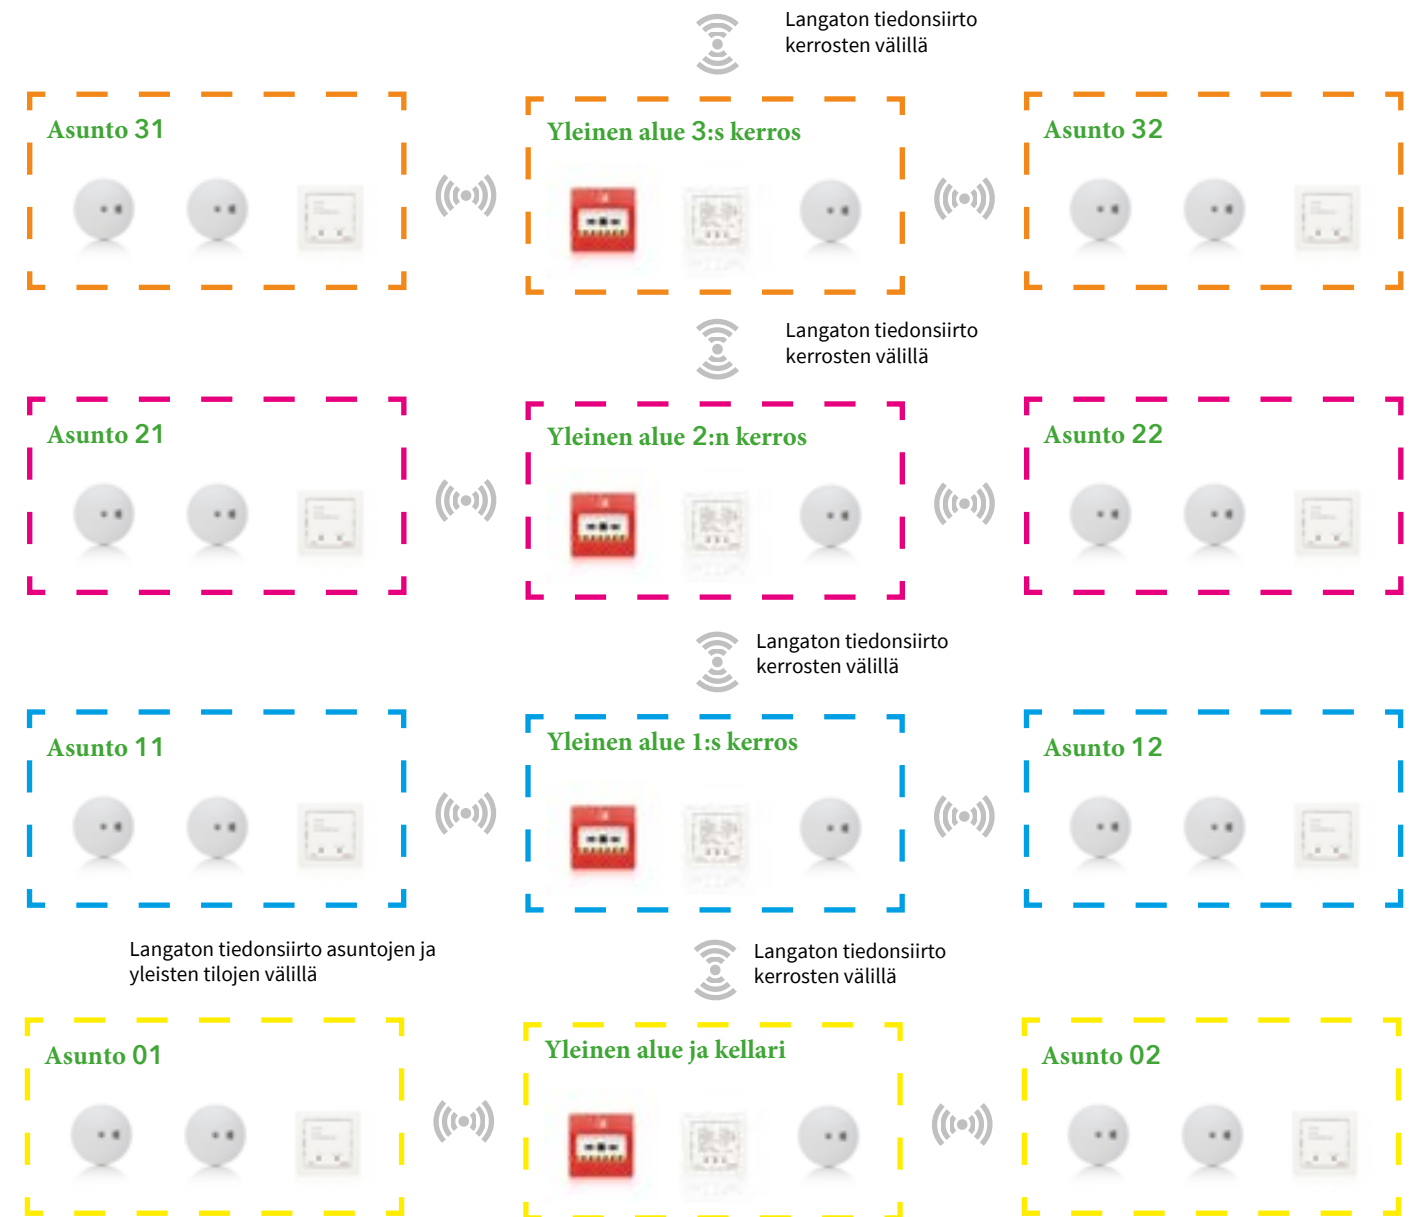 Langaton tiedonsiirto
kerrosten välillä
Asunto 31
Yleinen alue 3:s kerros
Asunto 32
Langaton tiedonsiirto
kerrosten välillä
Asunto 21
Yleinen alue 2:n kerros
Asunto 22
Langaton tiedonsiirto
kerrosten välillä
Asunto 11
Yleinen alue 1:s kerros
Asunto 12
Langaton tiedonsiirto asuntojen ja
yleisten tilojen välillä
Langaton tiedonsiirto
kerrosten välillä
Asunto 01
Yleinen alue ja kellari
Asunto 02